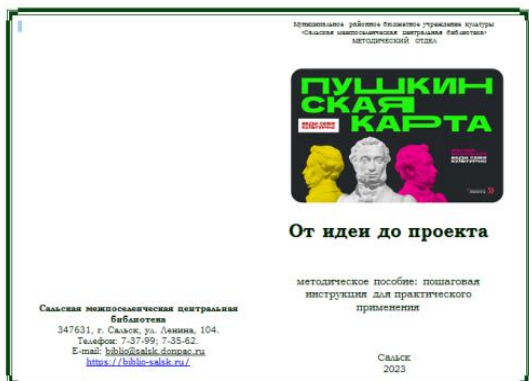 Муниципальное районное бюджетное учреждение культуры
«Сальская межпоселенческая центральная библиотека»
МЕТОДИЧЕСКИЙ ОТДЕЛ
ПУШКИН
СКАЯ
КАРТА
От идеи до проекта
методическое пособие: пошаговая
инструкция для практического
применения
Сальск
2023
Сальская межпоселенческая центральная
библиотека
347631, г. Сальск, ул. Ленина, 104.
Телефон: 7-37-99; 7-35-62.
E-mail: biblio@salsk.donpac.ru
https://biblio-salsk.ru/